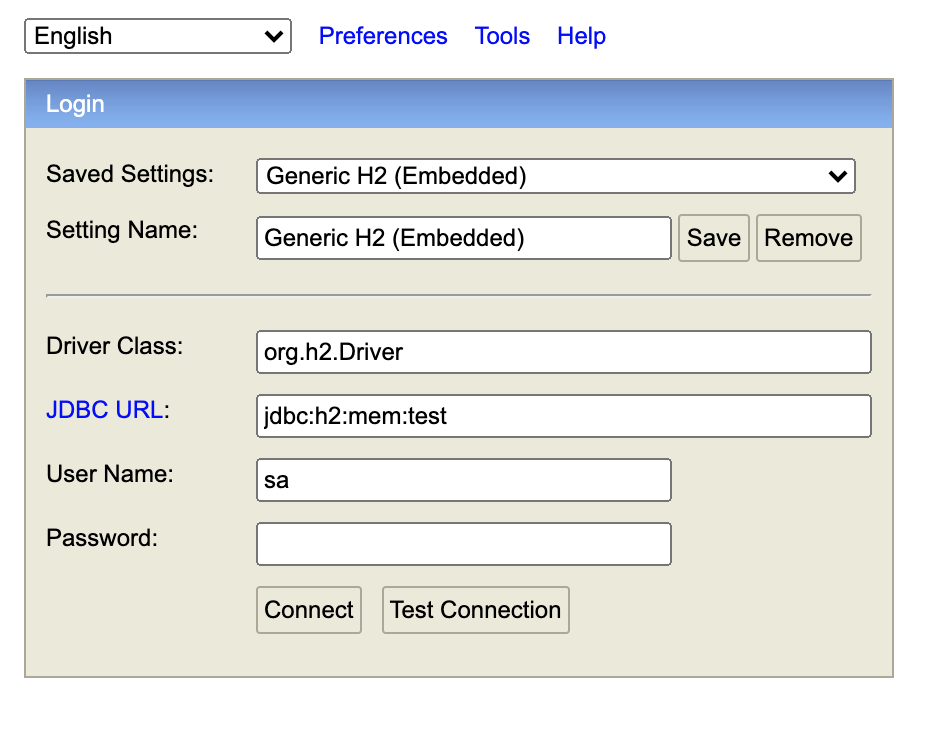 English Preferences Tools Help
Login
Saved Settings: Generic H2 (Embedded)
Setting Name: Generic H2 (Embedded) Save Remove
Driver Class: org.h2.Driver
JDBC URL: jdbc:h2:mem:test
User Name: sa
Password:
Connect Test Connection